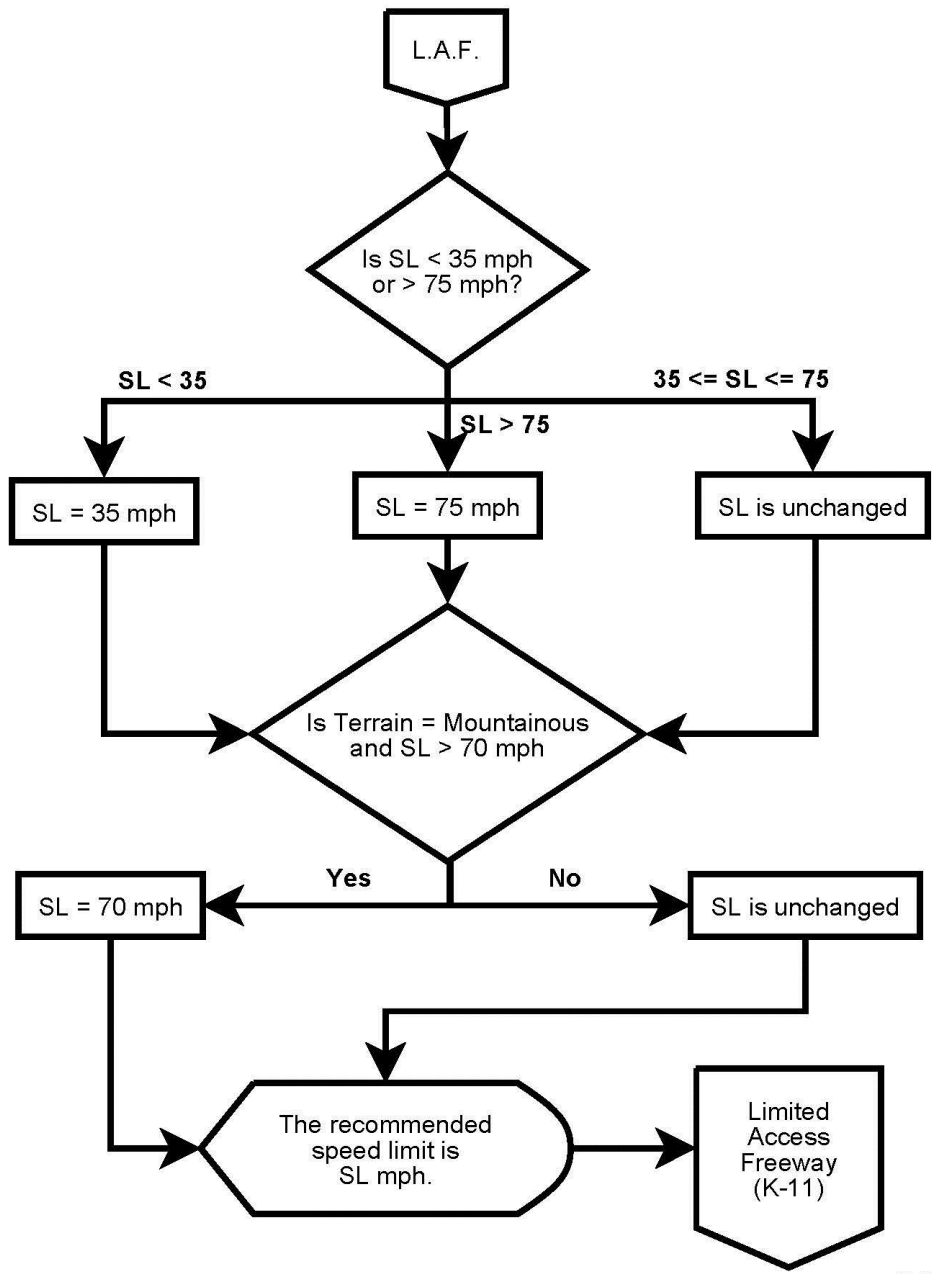 L.A.F.
Is SL < 35 mph
or > 75 mph?
SL < 35
35 <= SL <= 75
SL > 75
SL = 35 mph
SL = 75 mph
SL is unchanged
Is Terrain = Mountainous
and SL > 70 mph
Yes
No
SL = 70 mph
SL is unchanged
The recommended
speed limit is
SL mph.
Limited
Access
Freeway
(K-11)